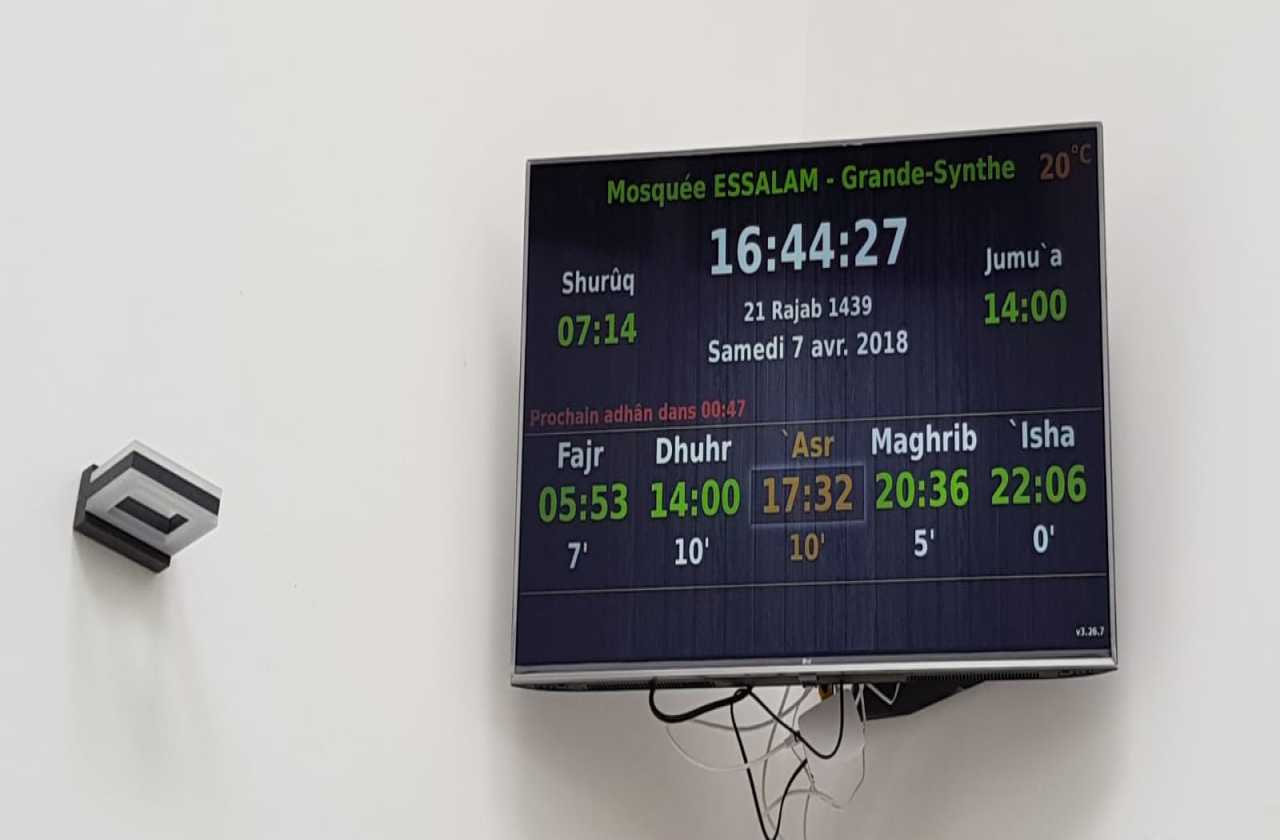 Mosquée ESSALAM - Grande-Synthe 20°C
16:44:27
Shurûq
07:14
21 Rajab 1439
Samedi 7 avr. 2018
Jumu`a
14:00
Prochain adhân dans 00:47
Fajr Dhuhr `Asr Maghrib `Isha
05:53 14:00 17:32 20:36 22:06
7' 10' 10' 5' 0'
v3.26.7
LG